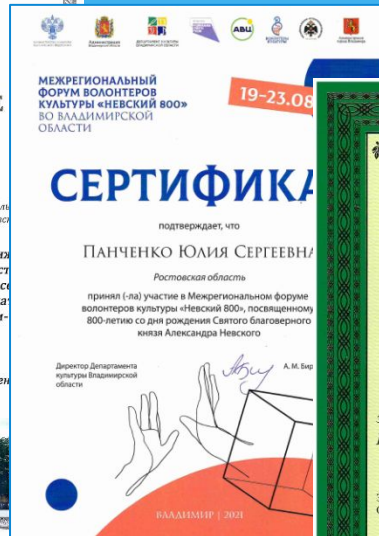 МЕЖРЕГИОНАЛЬНЫЙ
ФОРУМ ВОЛОНТЕРОВ
КУЛЬТУРЫ «НЕВСКИЙ 800»
ВО ВЛАДИМИРСКОЙ
ОБЛАСТИ
19-23.08
СЕРТИФИКА
подтверждает, что
ПАНЧЕНКО ЮЛИЯ СЕРГЕЕВНА
Ростовская область
принял (-ла) участие в Межрегиональном форуме
волонтеров культуры «Невский 800», посвященному
800-летию со дня рождения Святого благоверного
князя Александра Невского
Директор Департамента
культуры Владимирской
области
А. М. Бир
ВЛАДИМИР | 2021